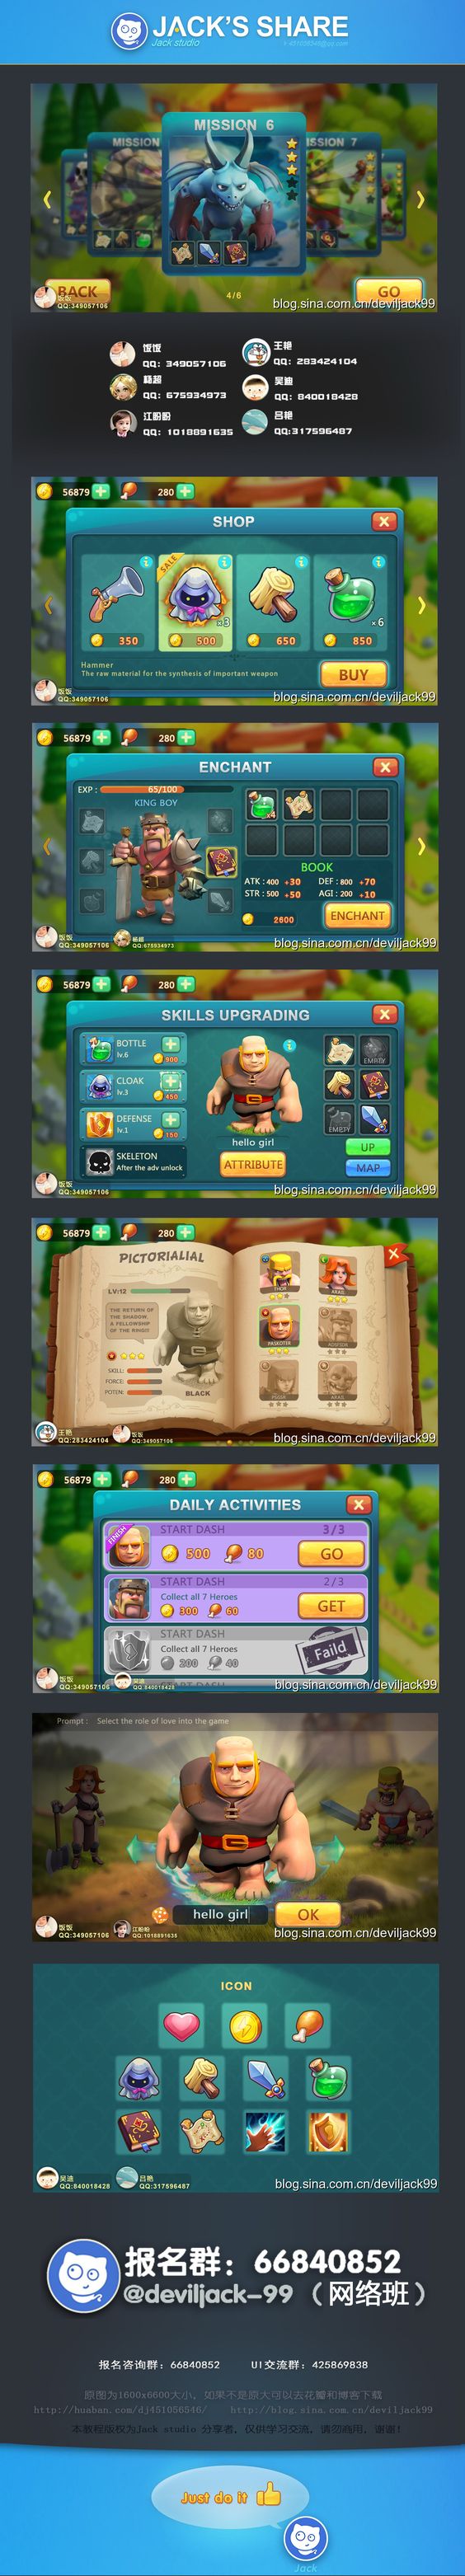 JACK'S SHARE
Jack studio
MISSION 6
MISSION
MISSION 7
4/6
BACK
GO
饭饭
QQ:349057106
blog.sina.com.cn/deviljack99
饭饭
QQ: 349057106
王艳
QQ: 283424104
杨超
QQ: 675934973
吴迪
QQ: 840018428
江盼盼
QQ: 1018891635
吕艳
QQ:317596487
56879
280
SHOP
SALE
×3
×6
350
500
650
850
Hammer
The raw material for the synthesis of important weapon
BUY
饭饭
QQ:349057106
blog.sina.com.cn/deviljack99
56879
280
ENCHANT
EXP : 65/100
KING BOY
×4
BOOK
ATK : 400 +30 DEF : 800 +70
STR : 500 +50 AGI : 200 +10
2600
ENCHANT
饭饭
QQ:349057106
杨超
QQ:675934973
blog.sina.com.cn/deviljack99
56879
280
SKILLS UPGRADING
BOTTLE
lv.6
900
CLOAK
lv.3
450
DEFENSE
lv.1
150
SKELETON
After the adv unlock
hello girl
ATTRIBUTE
EMPTY
EMPTY
UP
MAP
饭饭
QQ:349057106
blog.sina.com.cn/deviljack99
56879
280
PICTORIALIAL
LV:12
THE RETURN OF
THE SHADOW,
A FELLOWSHIP
OF THE RINGS!
SKILL:
FORCE:
POTEN:
BLACK
THOR
PASKOTER
王艳
QQ:283424104
饭饭
QQ:349057106
blog.sina.com.cn/deviljack99
56879
280
DAILY ACTIVITIES
FINISH
START DASH
3/3
500
80
GO
START DASH
2/3
Collect all 7 Heroes
300
60
GET
START DASH
Collect all 7 Heroes
200
40
Faild
START DASH
饭饭
QQ:349057106
吴迪
QQ:840018428
blog.sina.com.cn/deviljack99
Prompt : Select the role of love into the game
hello girl
OK
饭饭
QQ:349057106
江盼盼
QQ:1018891635
blog.sina.com.cn/deviljack99
ICON
吴迪
QQ:840018428
吕艳
QQ:317596487
blog.sina.com.cn/deviljack99
报名群：66840852
@deviljack-99（网络班）
报名咨询群：66840852 UI交流群：425869838
原图为1600x6600大小，如果不是原大可以去花瓣和博客下载
http://huaban.com/dj451056546/ http://blog.sina.com.cn/deviljack99
本教程版权为Jack studio 分享者，仅供学习交流，请勿商用，谢谢！
Just do it
Jack